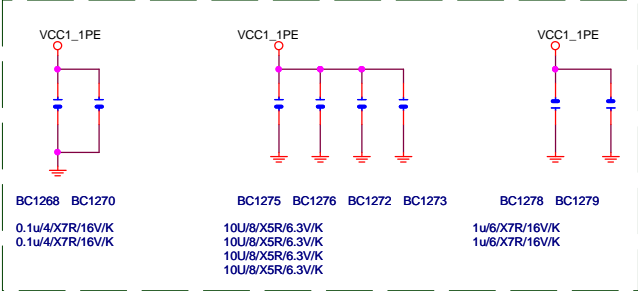 VCC1_1PE VCC1_1PE VCC1_1PE
BC1268 BC1270 BC1275 BC1276 BC1272 BC1273 BC1278 BC1279
0.1u/4/X7R/16V/K 10U/8/X5R/6.3V/K 1u/6/X7R/16V/K
0.1u/4/X7R/16V/K 10U/8/X5R/6.3V/K 1u/6/X7R/16V/K
10U/8/X5R/6.3V/K
10U/8/X5R/6.3V/K